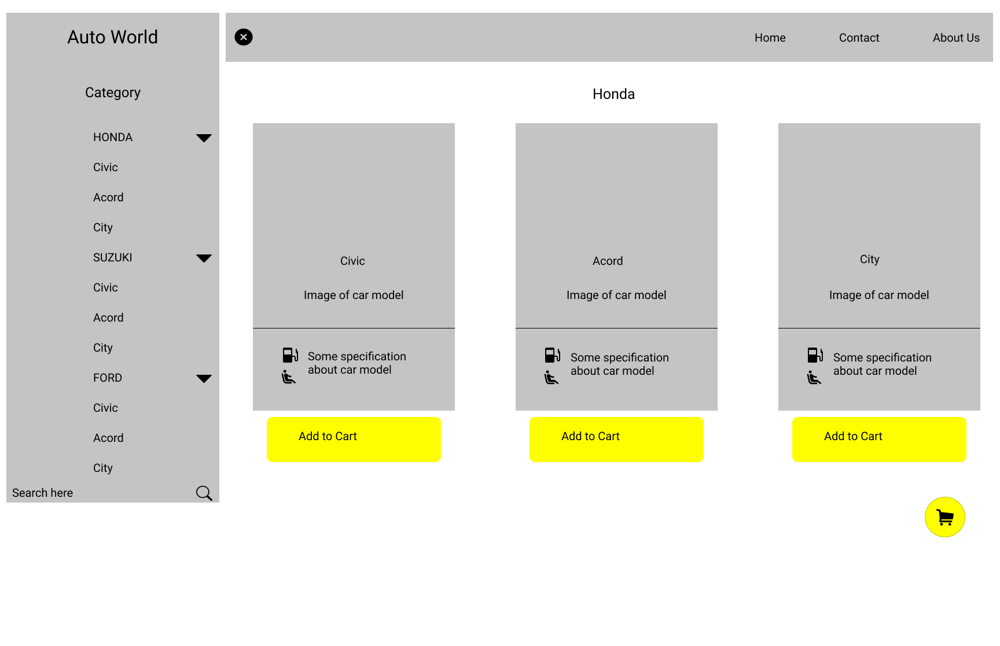 Auto World
Category
HONDA
Civic
Acord
City
SUZUKI
Civic
Acord
City
FORD
Civic
Acord
City
Search here
Home
Contact
About Us
Honda
Civic
Image of car model
Some specification
about car model
Add to Cart
Acord
Image of car model
Some specification
about car model
Add to Cart
City
Image of car model
Some specification
about car model
Add to Cart